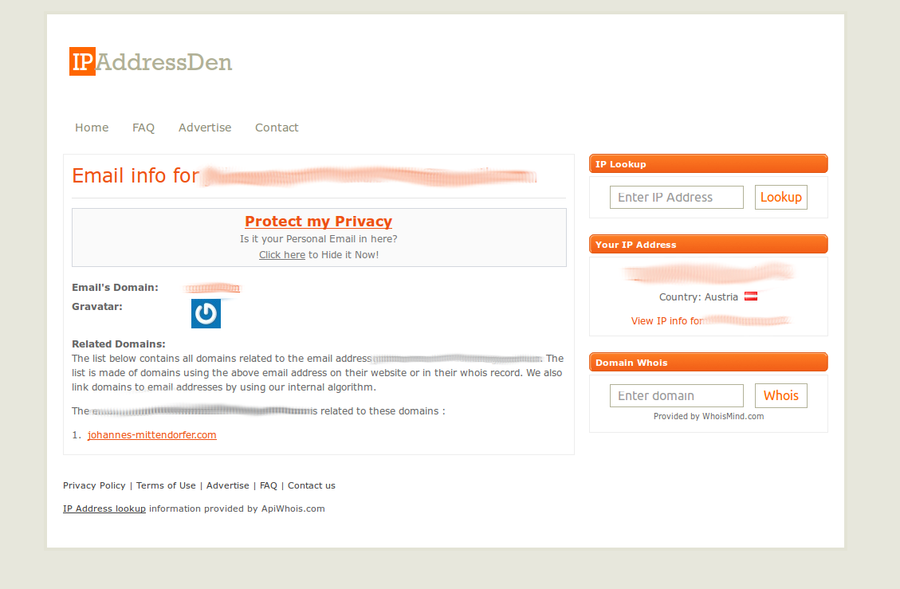 IPAddressDen
Home FAQ Advertise Contact
Email info for
Protect my Privacy
Is it your Personal Email in here?
Click here to Hide it Now!
Email's Domain:
Gravatar:
Related Domains:
The list below contains all domains related to the email address . The
list is made of domains using the above email address on their website or in their whois record. We also
link domains to email addresses by using our internal algorithm.
The is related to these domains :
1. johannes-mittendorfer.com
IP Lookup
Enter IP Address Lookup
Your IP Address
Country: Austria
View IP info for
Domain Whois
Enter domain Whois
Provided by WhoisMind.com
Privacy Policy | Terms of Use | Advertise | FAQ | Contact us
IP Address lookup information provided by ApiWhois.com